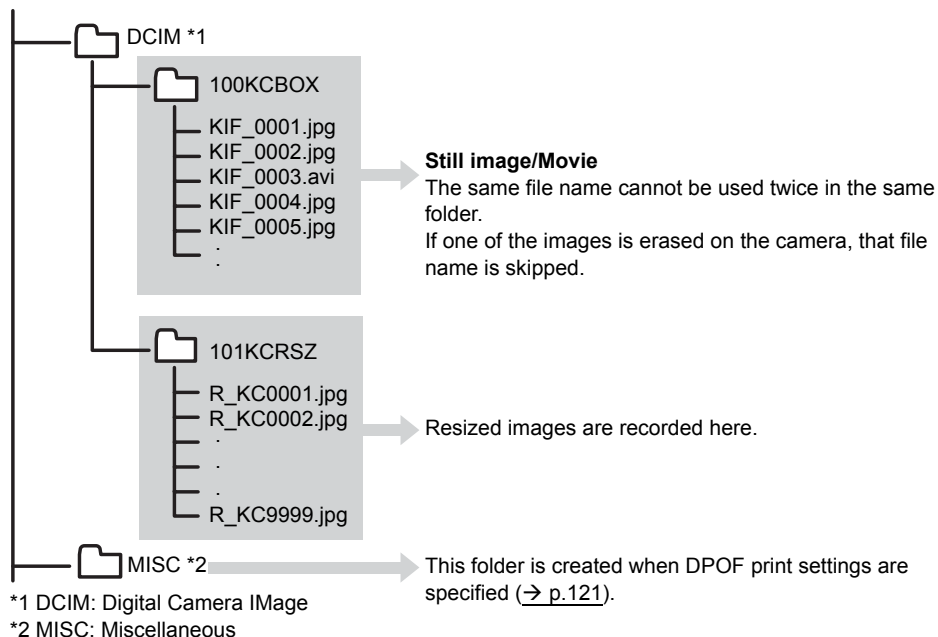 DCIM *1
100KCBOX
KIF_0001.jpg
KIF_0002.jpg
KIF_0003.avi
KIF_0004.jpg
KIF_0005.jpg
.
Still image/Movie
The same file name cannot be used twice in the same
folder.
If one of the images is erased on the camera, that file
name is skipped.
101KCRSZ
R_KC0001.jpg
R_KC0002.jpg
.
.
.
R_KC9999.jpg
Resized images are recorded here.
MISC *2
This folder is created when DPOF print settings are
specified (→ p.121).
*1 DCIM: Digital Camera IMage
*2 MISC: Miscellaneous